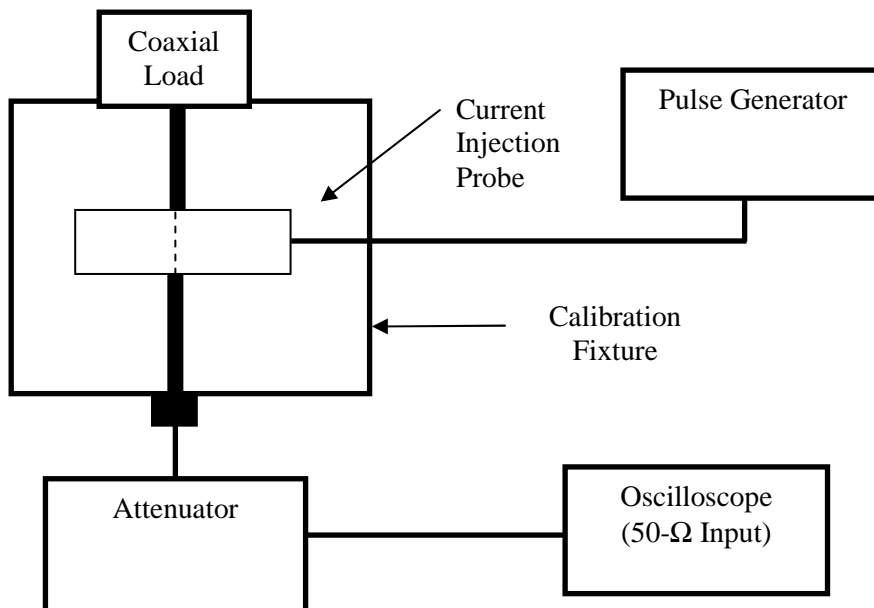 Coaxial
Load
Current
Injection
Probe
Pulse Generator
Calibration
Fixture
Attenuator
Oscilloscope
(50-Ω Input)